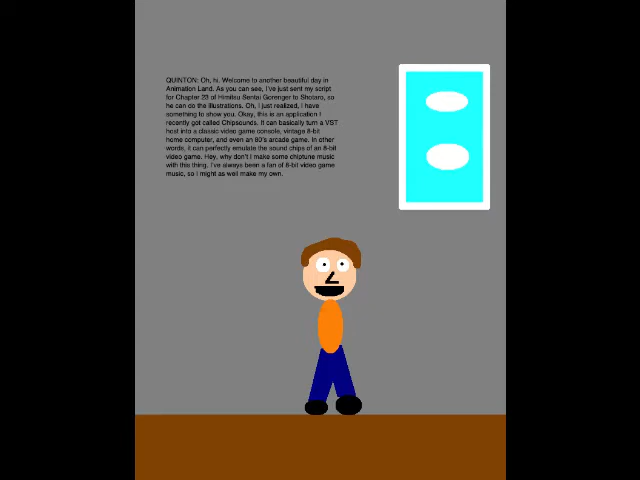 QUINTON: Oh, hi. Welcome to another beautiful day in
Animation Land. As you can see, I've just sent my script
for Chapter 23 of Himitsu Sentai Gorenger to Shotaro, so
he can do the illustrations. Oh, I just realized, I have
something to show you. Okay, this is an application I
recently got called Chipsounds. It can basically turn a VST
host into a classic video game console, vintage 8-bit
home computer, and even an 80's arcade game. In other
words, it can perfectly emulate the sound chips of an 8-bit
video game. Hey, why don't I make some chiptune music
with this thing. I've always been a fan of 8-bit video game
music, so I might as well make my own.